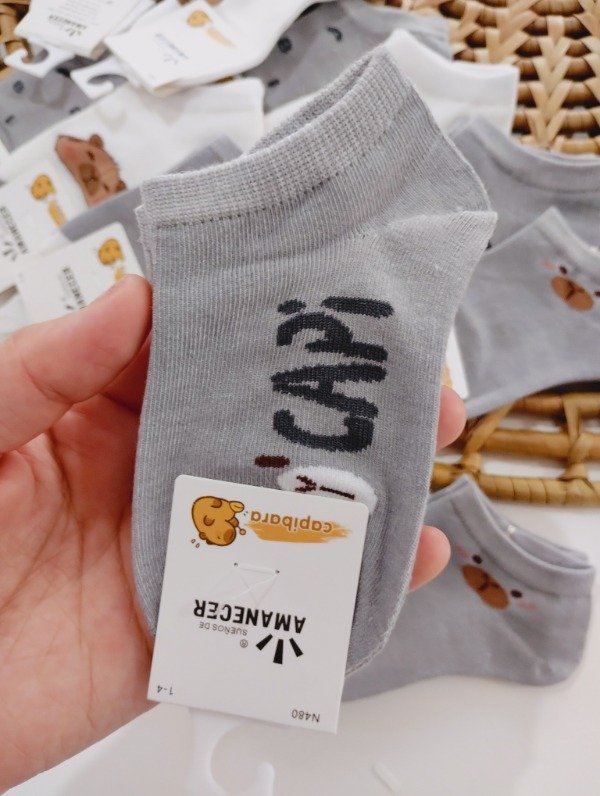 CAPi
capibara
SUEÑOS DE
AMANECER
®
1-4
N480